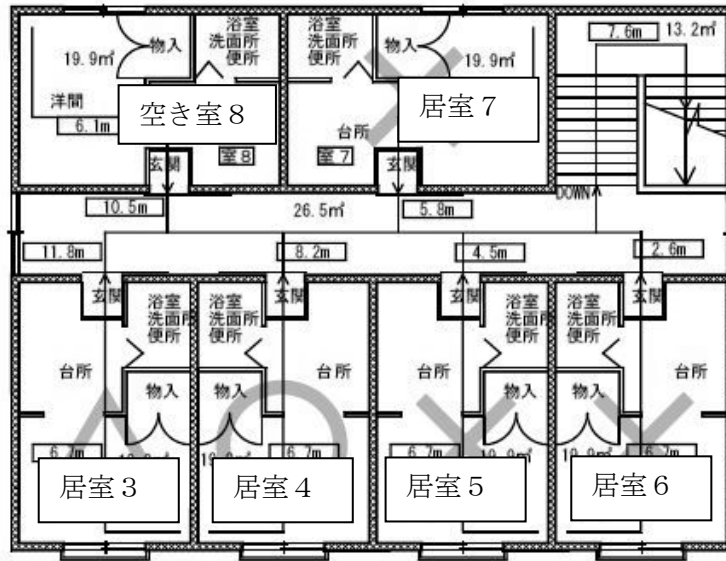 浴室
洗面所
便所
物入
19.9㎡
洋間
6.1m
空き室８
玄関
室8
浴室
洗面所
便所
物入
19.9㎡
台所
居室７
室7
玄関
7.6m
13.2㎡
DOWN
10.5m
26.5㎡
5.8m
11.8m
8.2m
4.5m
2.6m
玄関
浴室
洗面所
便所
台所
物入
6.7m
居室３
浴室
洗面所
便所
玄関
台所
物入
6.7m
居室４
玄関
浴室
洗面所
便所
台所
物入
6.7m
19.9㎡
居室５
浴室
洗面所
便所
玄関
台所
物入
19.9㎡
6.7m
居室６